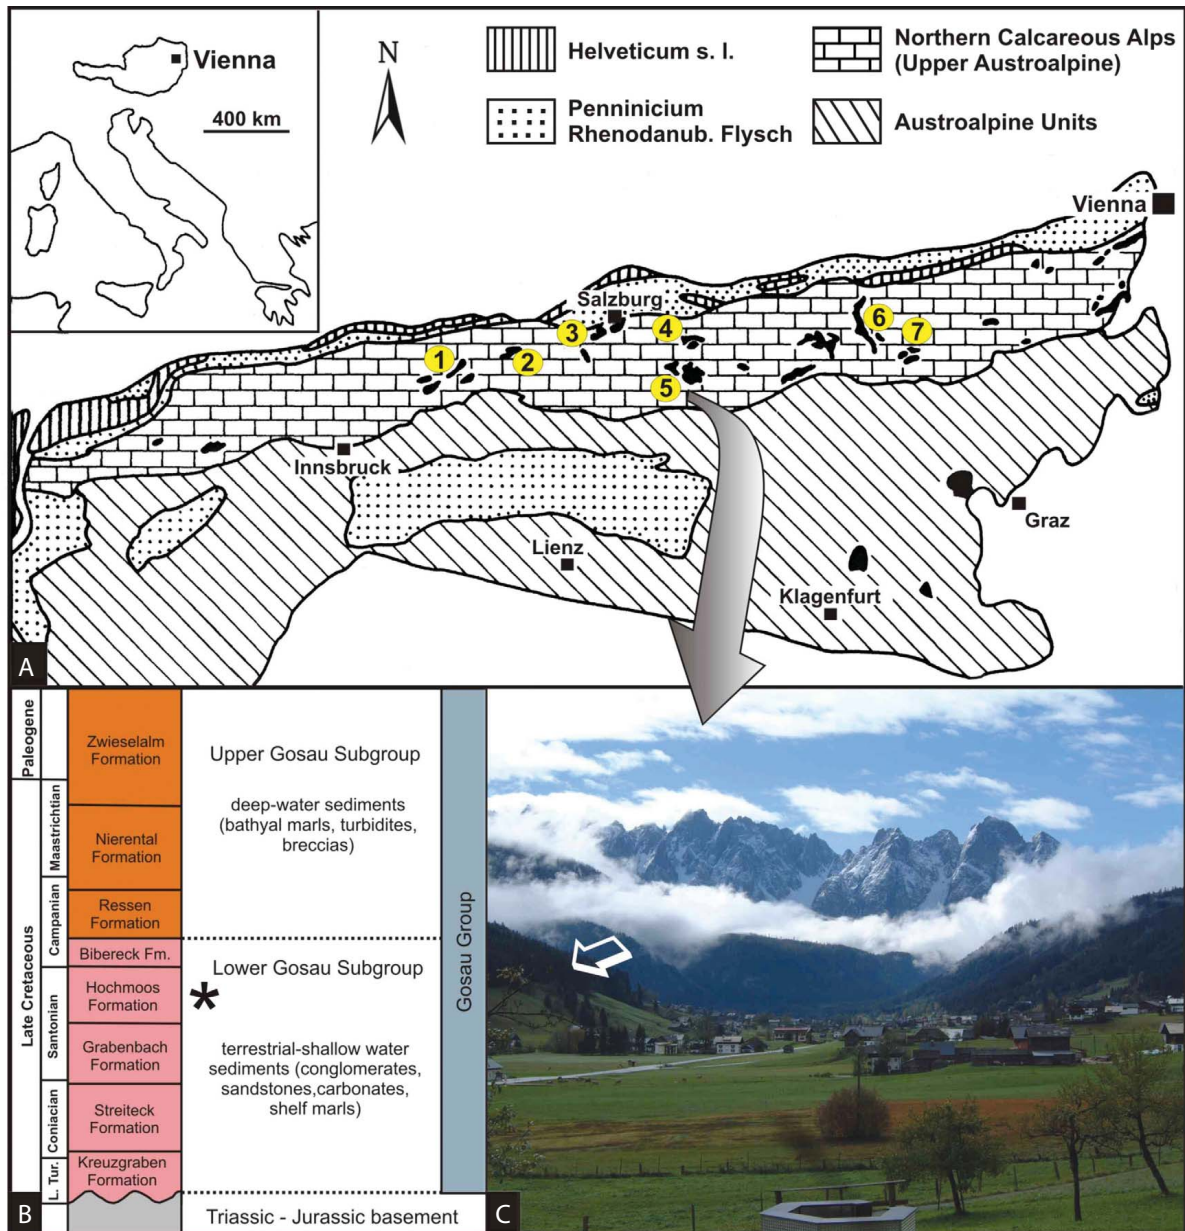 Vienna
400 km
N
Helveticum s. l.
Penninicium
Rhenodanub. Flysch
Northern Calcareous Alps
(Upper Austroalpine)
Austroalpine Units
Vienna
Salzburg
1
2
3
4
5
6
7
Innsbruck
Lienz
Klagenfurt
Graz
A
Paleogene
Late Cretaceous
Maastrichtian
Campanian
Santonian
Coniacian
L. Tur.
Zwieselalm
Formation
Nierental
Formation
Ressen
Formation
Bibereck Fm.
Hochmoos
Formation
Grabenbach
Formation
Streiteck
Formation
Kreuzgraben
Formation
Upper Gosau Subgroup
deep-water sediments
(bathyal marls, turbidites,
breccias)
Lower Gosau Subgroup
*
terrestrial-shallow water
sediments (conglomerates,
sandstones,carbonates,
shelf marls)
Gosau Group
Triassic - Jurassic basement
B
C